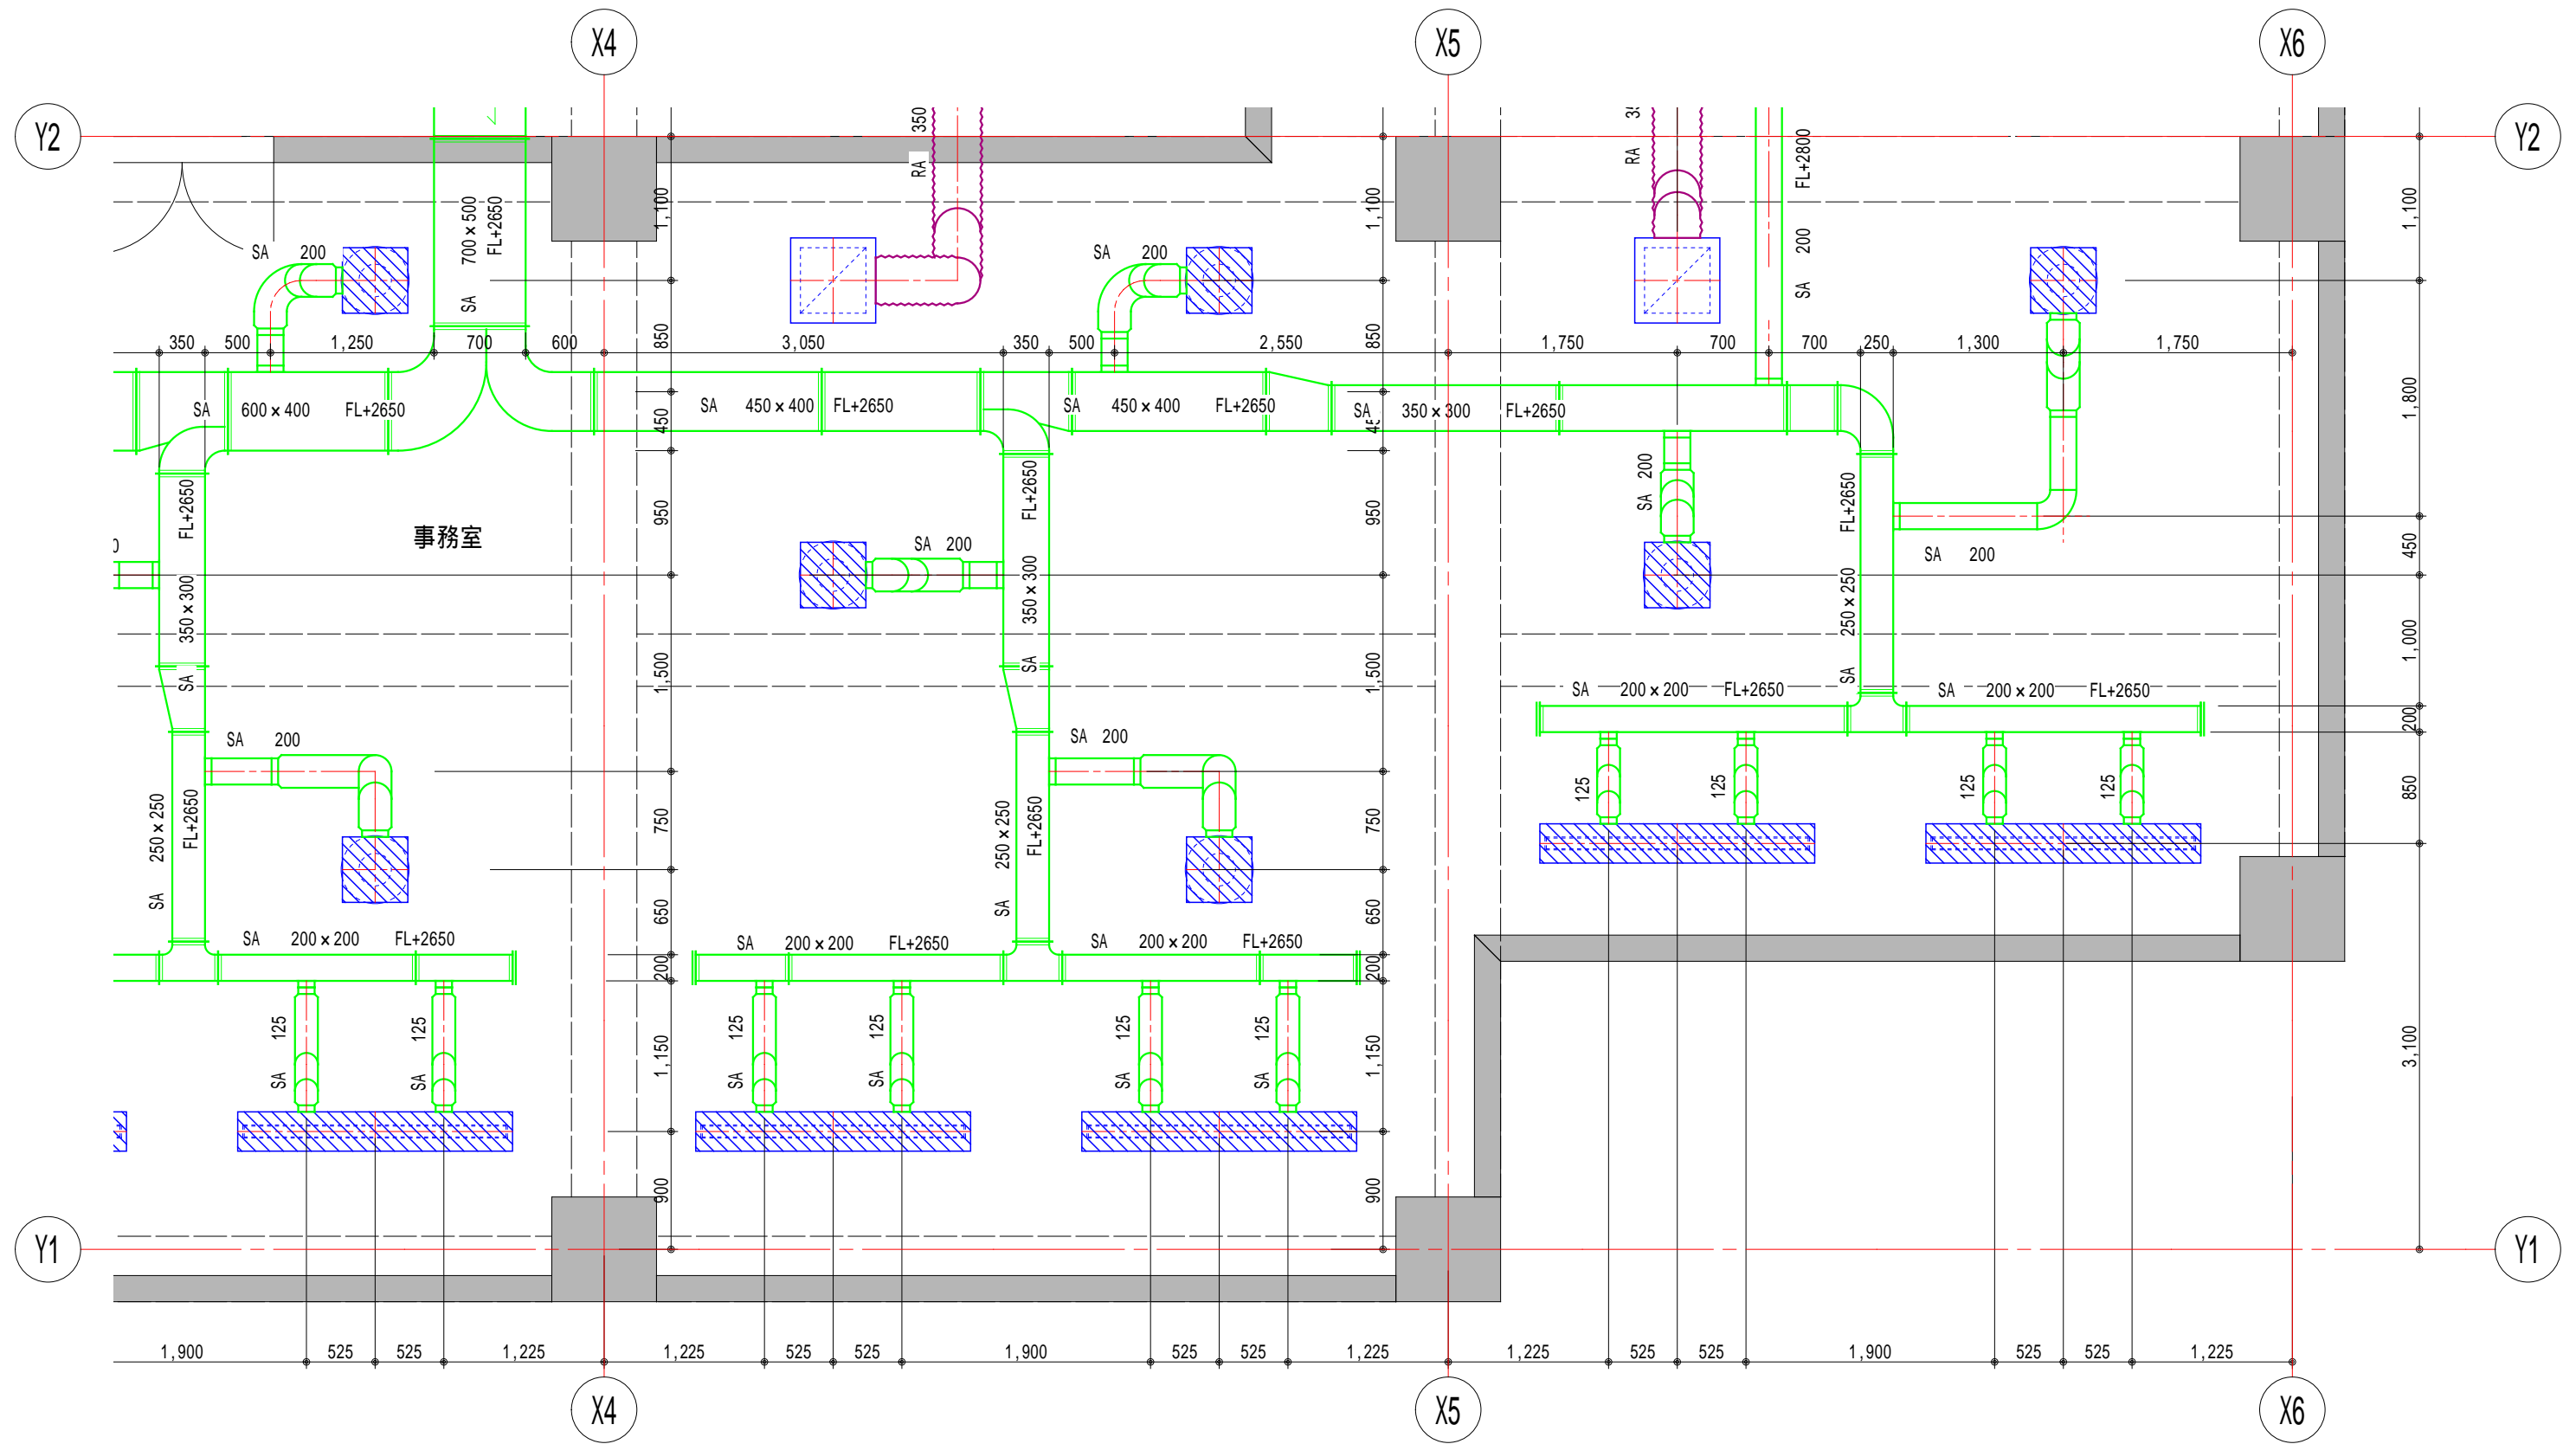 X4
X5
X6
Y2
Y2
350
RA
RA
FL+2800
SA 200
SA 700×500
FL+2650
1,100
1,100
1,100
SA 200
SA 200
350
500
1,250
700
600
3,050
350
500
2,550
1,750
700
700
250
1,300
1,750
850
850
1,800
SA 600×400 FL+2650
SA 450×400 FL+2650
SA 450×400 FL+2650
SA 350×300 FL+2650
450
SA 200
事務室
SA 350×300 FL+2650
SA 350×300 FL+2650
SA 250×250 FL+2650
950
950
450
SA 200
SA 200
1,500
1,500
1,000
SA 200×200 FL+2650
SA 200×200 FL+2650
200
SA 200
SA 200
SA 250×250
FL+2650
SA 250×250
FL+2650
750
750
125
125
125
125
850
650
650
SA 200×200 FL+2650
SA 200×200 FL+2650
SA 200×200 FL+2650
200
200
SA 125
SA 125
SA 125
SA 125
SA 125
SA 125
1,150
1,150
3,100
900
900
Y1
Y1
1,900
525
525
1,225
1,225
525
525
1,900
525
525
1,225
1,225
525
525
1,900
525
525
1,225
X4
X5
X6